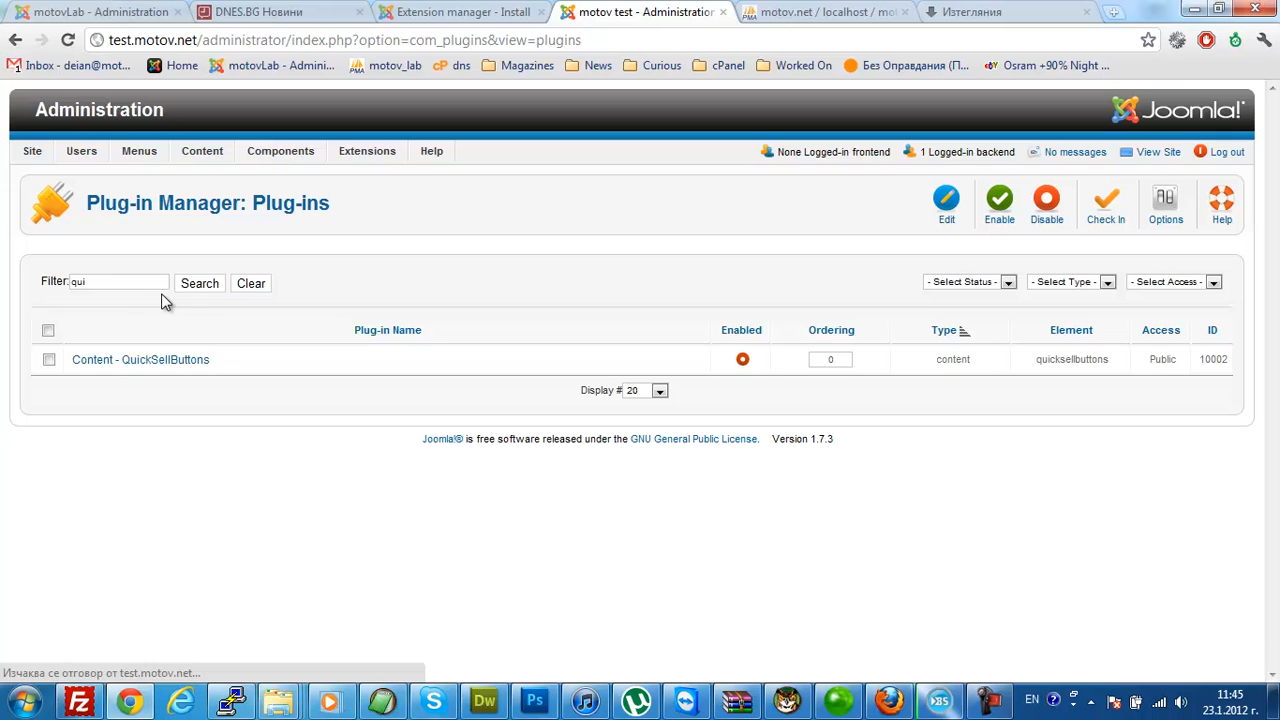 motovLab - Administration
DNES.BG Новини
Extension manager - Install
motov test - Administration
motov.net / localhost / mot
Изтегляния
test.motov.net/administrator/index.php?option=com_plugins&view=plugins
Inbox - deian@mot... Home motovLab - Admini... motov_lab cP dns Magazines News Curious cPanel Worked On Без Оправдания (П... eBY Osram +90% Night ...
Administration
Joomla!®
Site Users Menus Content Components Extensions Help
None Logged-in frontend 1 Logged-in backend No messages View Site Log out
Plug-in Manager: Plug-ins
Edit Enable Disable Check In Options Help
Filter: qui Search Clear - Select Status - - Select Type - - Select Access -
Plug-in Name Enabled Ordering Type Element Access ID
Content - QuickSellButtons 0 content quicksellbuttons Public 10002
Display # 20
Joomla!® is free software released under the GNU General Public License. Version 1.7.3
Изчаква се отговор от test.motov.net...
EN 11:45
23.1.2012 г.